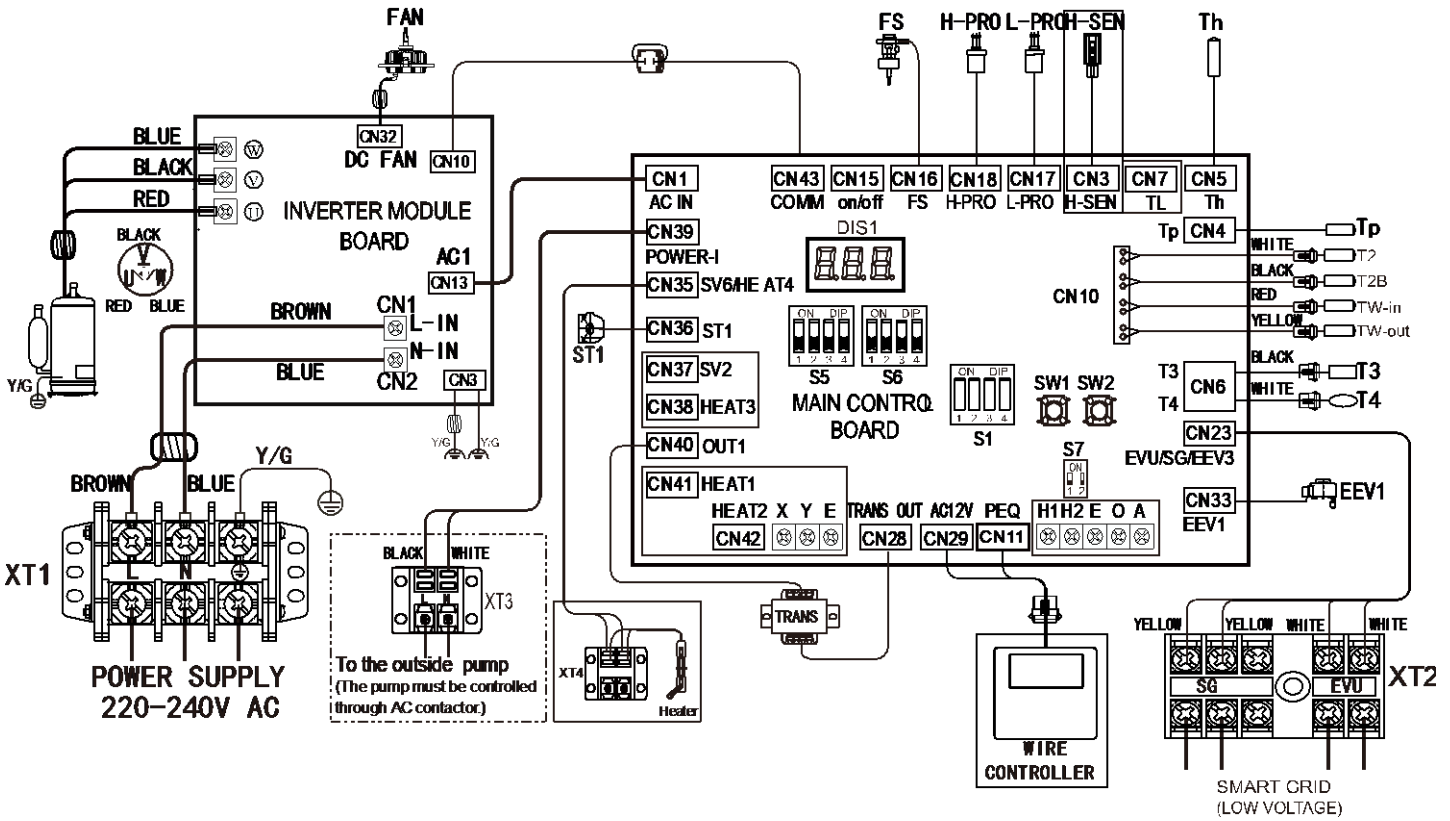 FAN
FS
H-PRO
L-PRO
H-SEN
Th
BLUE
W
BLACK
V
RED
U
CN32
DC FAN
CN10
INVERTER MODULE
BOARD
AC1
CN13
BLACK
V
U W
RED BLUE
BROWN
CN1
L-IN
N-IN
CN2
BLUE
CN3
Y/G
Y/G
Y/G
CN1
AC IN
CN43
COMM
CN15
on/off
CN16
FS
CN18
H-PRO
CN17
L-PRO
CN3
H-SEN
CN7
TL
CN5
Th
CN39
POWER-I
DIS1
Tp
CN4
Tp
CN35
SV6/HE AT4
CN10
WHITE
T2
BLACK
T2B
RED
TW-in
YELLOW
TW-out
ST1
CN36
ST1
ON DIP
1 2 3 4
S5
ON DIP
1 2 3 4
S6
CN37
SV2
CN38
HEAT3
ON DIP
1 2 3 4
S1
SW1
SW2
T3
T4
CN6
BLACK
T3
WHITE
T4
MAIN CONTROL
BOARD
CN40
OUT1
CN23
EVU/SG/EEV3
S7
ON
1 2
CN41
HEAT1
CN33
EEV1
EEV1
HEAT2
CN42
X Y E
TRANS OUT
CN28
AC12V
CN29
PEQ
CN11
H1 H2 E O A
Y/G
BROWN
BLUE
XT1
L
N
POWER SUPPLY
220-240V AC
BLACK
WHITE
L
N
XT3
To the outside pump
(The pump must be controlled
through AC contactor.)
XT4
Heater
TRANS
WIRE
CONTROLLER
YELLOW
YELLOW
WHITE
WHITE
SG
EVU
XT2
SMART GRID
(LOW VOLTAGE)